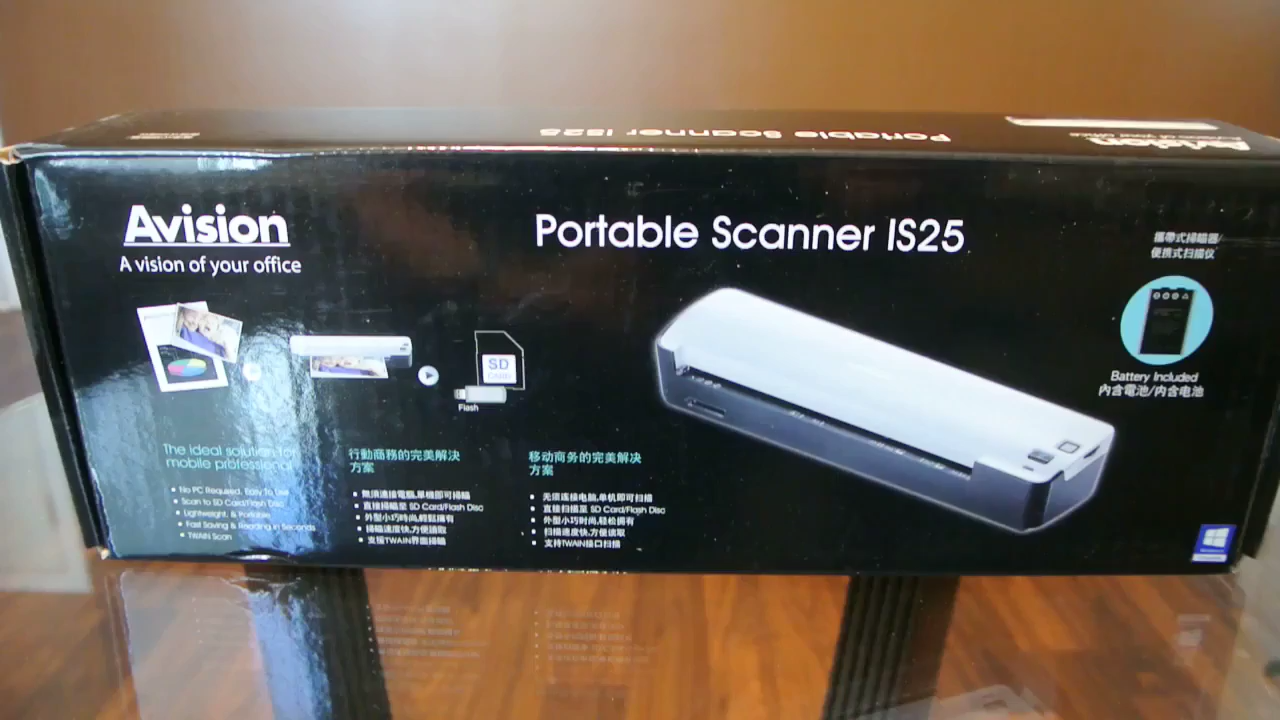 Portable Scanner IS25
Avision
Avision
A vision of your office
Portable Scanner IS25
攜帶式掃瞄器/
便携式扫描仪
SD
CARD
Flash
Battery Included
內含電池/内含电池
The ideal solution for
mobile professional
No PC Required, Easy To Use
Scan to SD Card/Flash Disc
Lightweight, & Portable
Fast Saving & Reading in Seconds
TWAIN Scan
行動商務的完美解決
方案
無須連接電腦,單機即可掃瞄
直接掃瞄至 SD Card/Flash Disc
外型小巧時尚,輕鬆擁有
掃瞄速度快,方便讀取
支援TWAIN界面掃瞄
移动商务的完美解决
方案
无须连接电脑,单机即可扫描
直接扫描至 SD Card/Flash Disc
外型小巧时尚,轻松拥有
扫描速度快,方便读取
支持TWAIN接口扫描